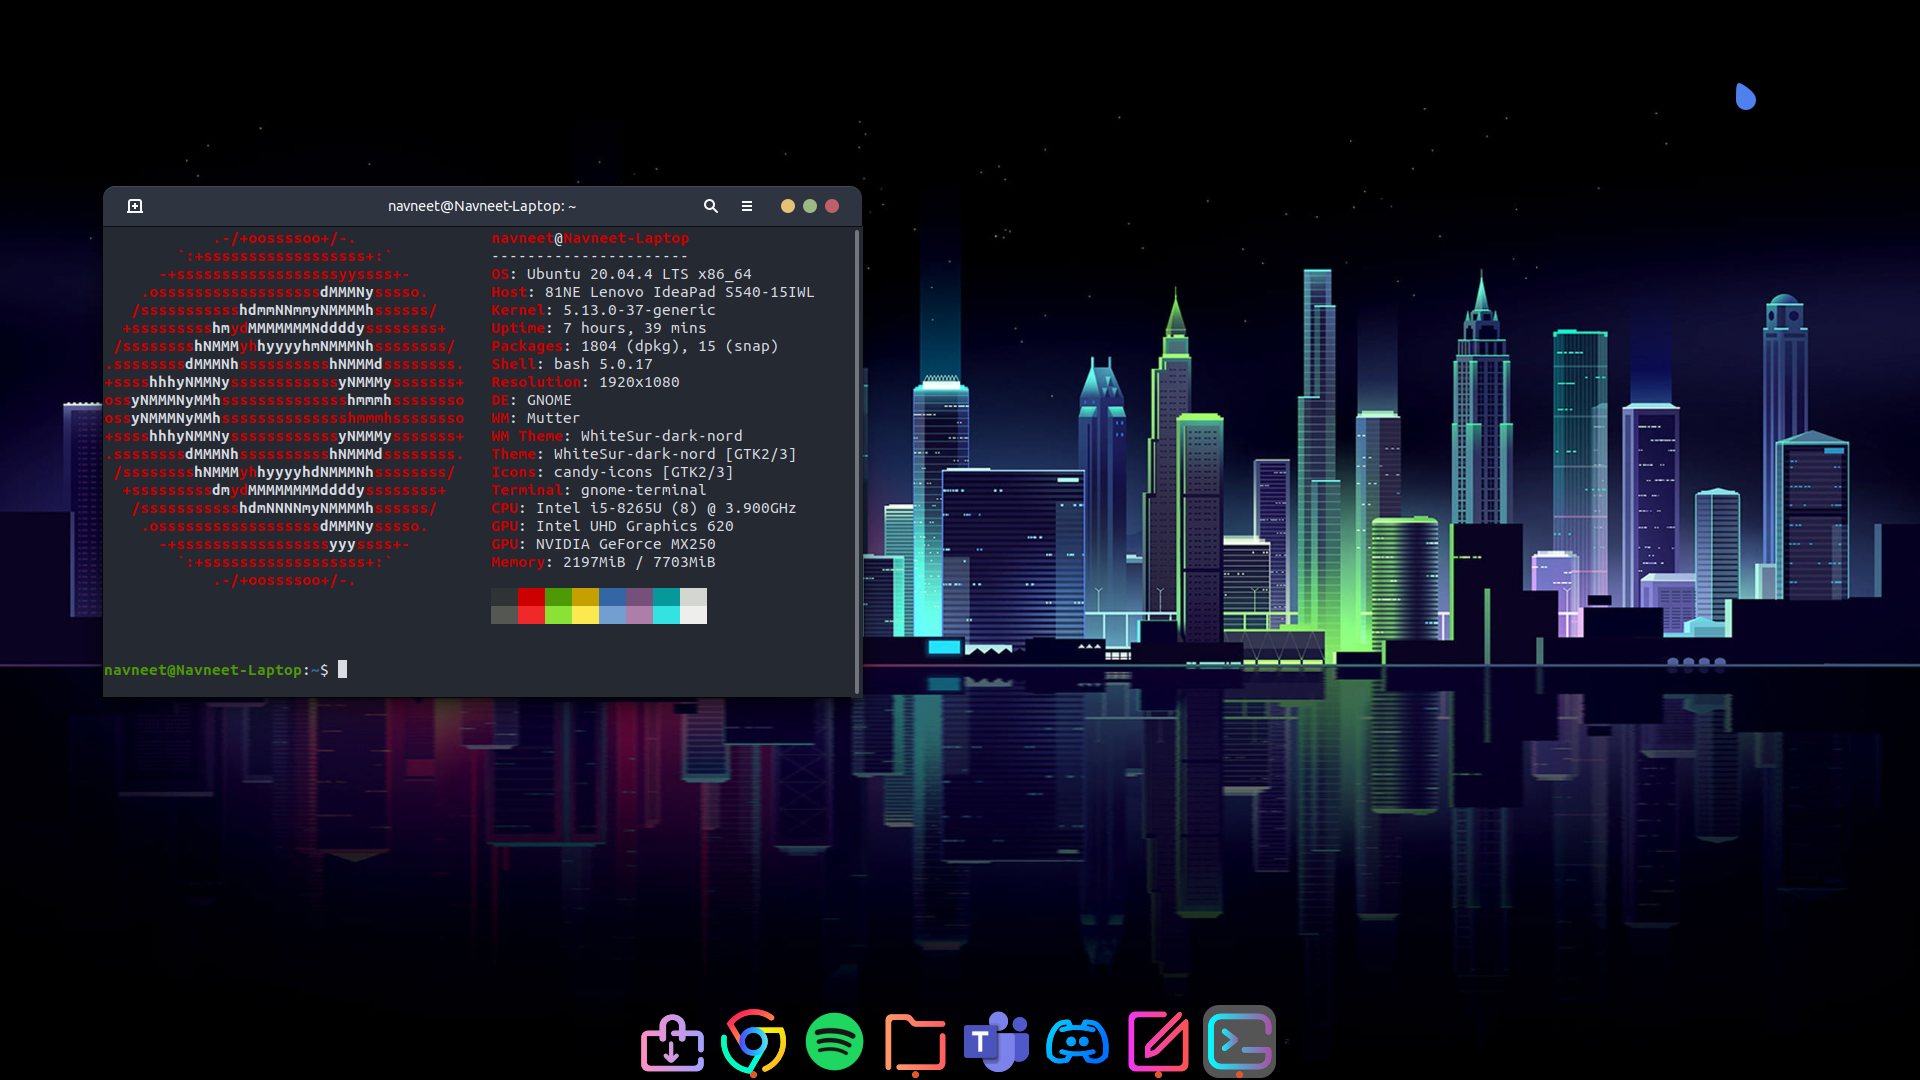 navneet@Navneet-Laptop: ~
.-/+oossssoo+/-.
`:+ssssssssssssssssss+:`
-+ssssssssssssssssssyyssss+-
.ossssssssssssssssssdMMMNysssso.
/ssssssssssshdmmNNmmyNMMMMhssssss/
+ssssssssshmydMMMMMMMNddddyssssssss+
/sssssssshNMMMyhhyyyyhmNMMMNhssssssss/
.ssssssssdMMMNhsssssssssshNMMMdssssssss.
+sssshhhyNMMNyssssssssssssyNMMMysssssss+
ossyNMMMNyMMhsssssssssssssshmmmhssssssso
ossyNMMMNyMMhsssssssssssssshmmmhssssssso
+sssshhhyNMMNyssssssssssssyNMMMysssssss+
.ssssssssdMMMNhsssssssssshNMMMdssssssss.
/sssssssshNMMMyhhyyyyhdNMMMNhssssssss/
+sssssssssdmydMMMMMMMMddddyssssssss+
/ssssssssssshdmNNNNmyNMMMMhssssss/
.ossssssssssssssssssdMMMNysssso.
-+sssssssssssssssssyyyssss+-
`:+ssssssssssssssssss+:`
.-/+oossssoo+/-.
navneet@Navneet-Laptop
----------------------
OS: Ubuntu 20.04.4 LTS x86_64
Host: 81NE Lenovo IdeaPad S540-15IWL
Kernel: 5.13.0-37-generic
Uptime: 7 hours, 39 mins
Packages: 1804 (dpkg), 15 (snap)
Shell: bash 5.0.17
Resolution: 1920x1080
DE: GNOME
WM: Mutter
WM Theme: WhiteSur-dark-nord
Theme: WhiteSur-dark-nord [GTK2/3]
Icons: candy-icons [GTK2/3]
Terminal: gnome-terminal
CPU: Intel i5-8265U (8) @ 3.900GHz
GPU: Intel UHD Graphics 620
GPU: NVIDIA GeForce MX250
Memory: 2197MiB / 7703MiB
navneet@Navneet-Laptop:~$
T